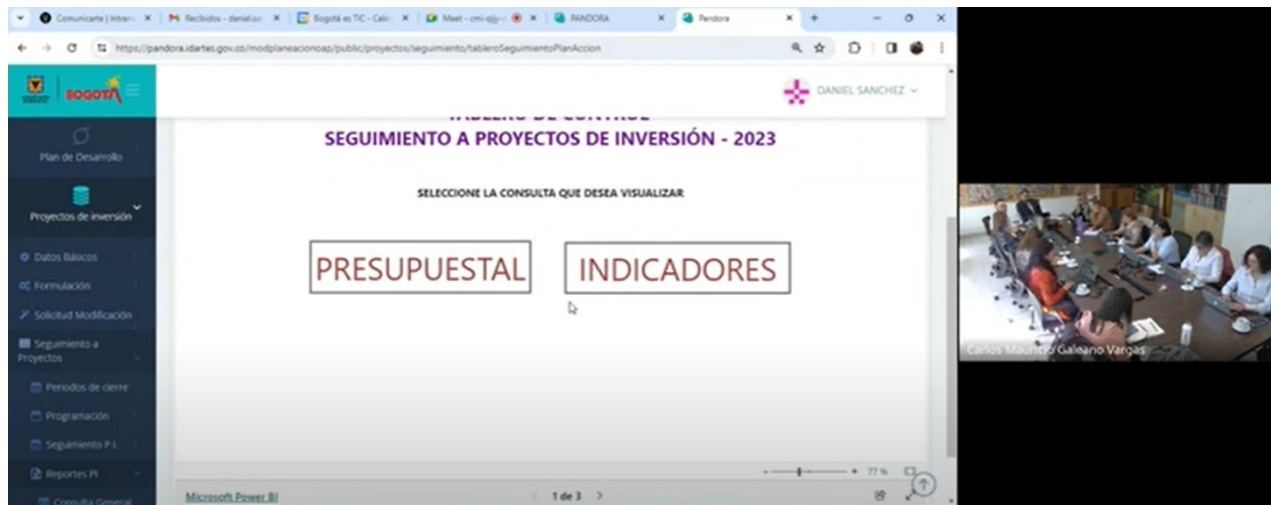 Comunicarte | Intran
Recibidos - danielsa
Bogotá es TIC - Cale
Meet - cmi-ojjy-c
PANDORA
Pandora
https://pandora.idartes.gov.co/modplaneacionoap/public/proyectos/seguimiento/tableroSeguimientoPlanAccion
BOGOTÁ
DANIEL SANCHEZ
Plan de Desarrollo
Proyectos de inversión
Datos Básicos
Formulación
Solicitud Modificación
Seguimiento a
Proyectos
Periodos de cierre
Programación
Seguimiento P.I.
Reportes PI
Consulta General
TABLERO DE CONTROL
SEGUIMIENTO A PROYECTOS DE INVERSIÓN - 2023
SELECCIONE LA CONSULTA QUE DESEA VISUALIZAR
PRESUPUESTAL
INDICADORES
77 %
Microsoft Power BI
1 de 3
Carlos Mauricio Galeano Vargas